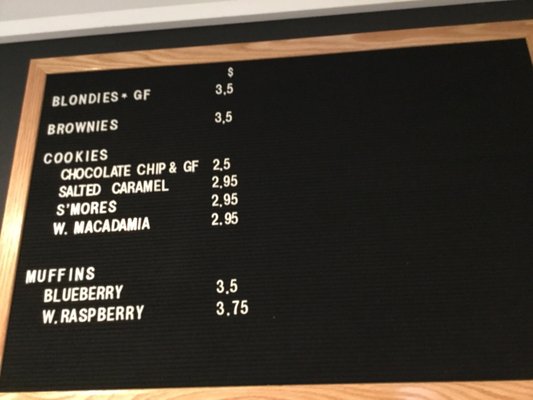 $
BLONDIES* GF 3.5
BROWNIES 3,5
COOKIES
CHOCOLATE CHIP & GF 2,5
SALTED CARAMEL 2,95
S'MORES 2.95
W. MACADAMIA 2.95
MUFFINS
BLUEBERRY 3.5
W. RASPBERRY 3.75